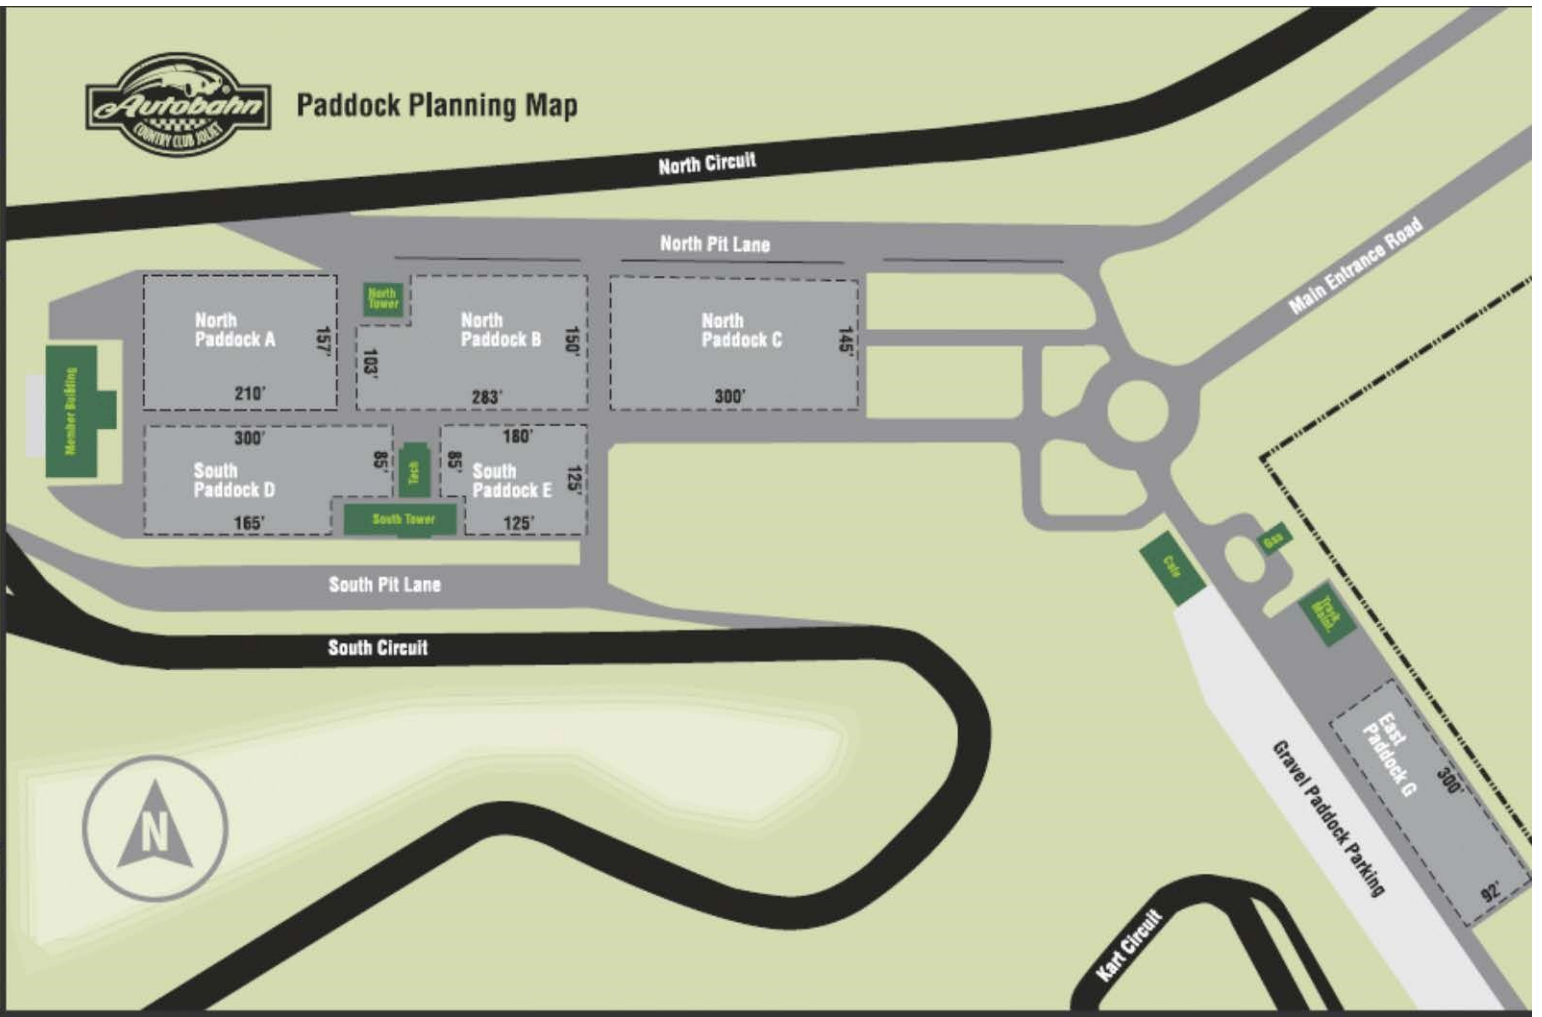 Autobahn®
COUNTRY CLUB JOLIET
Paddock Planning Map
North Circuit
North Pit Lane
Main Entrance Road
North
Tower
North
Paddock A
157'
210'
103'
North
Paddock B
150'
283'
North
Paddock C
145'
300'
Member Building
300'
South
Paddock D
85'
165'
Tech
South Tower
180'
85'
South
Paddock E
125'
125'
South Pit Lane
South Circuit
Cafe
Gas
Track
Maint.
East
Paddock G
300'
92'
Gravel Paddock Parking
Kart Circuit
N